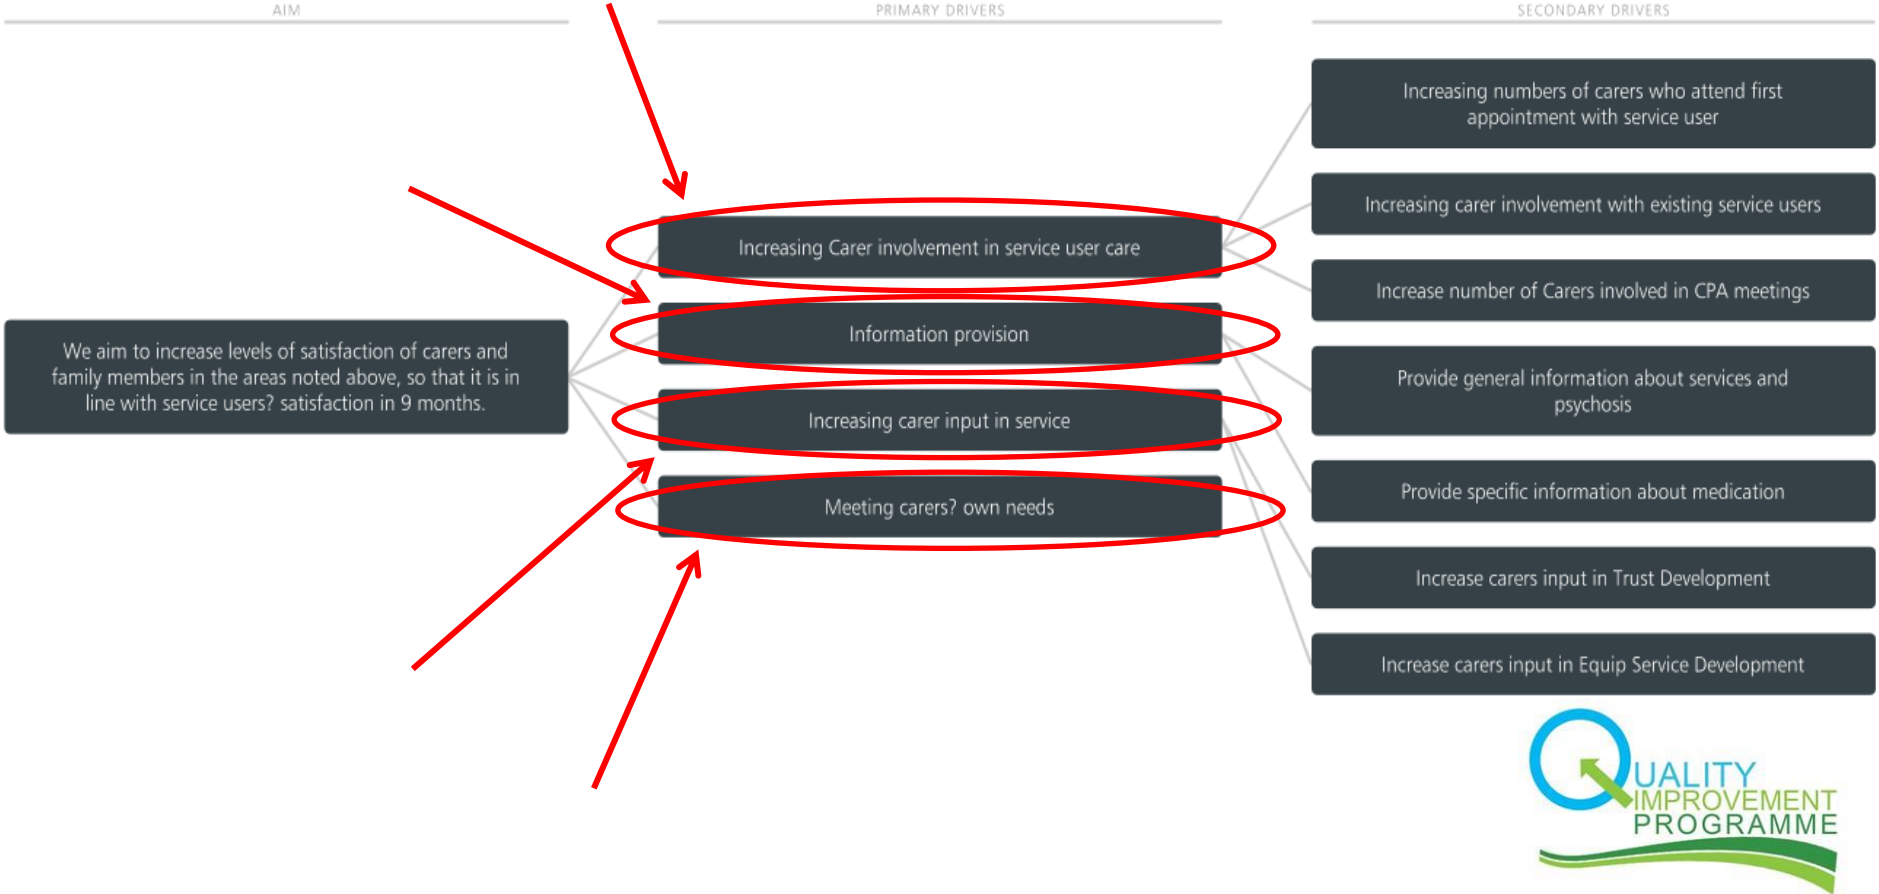 AIM
PRIMARY DRIVERS
SECONDARY DRIVERS
We aim to increase levels of satisfaction of carers and
family members in the areas noted above, so that it is in
line with service users? satisfaction in 9 months.
Increasing Carer involvement in service user care
Information provision
Increasing carer input in service
Meeting carers? own needs
Increasing numbers of carers who attend first
appointment with service user
Increasing carer involvement with existing service users
Increase number of Carers involved in CPA meetings
Provide general information about services and
psychosis
Provide specific information about medication
Increase carers input in Trust Development
Increase carers input in Equip Service Development
QUALITY
IMPROVEMENT
PROGRAMME